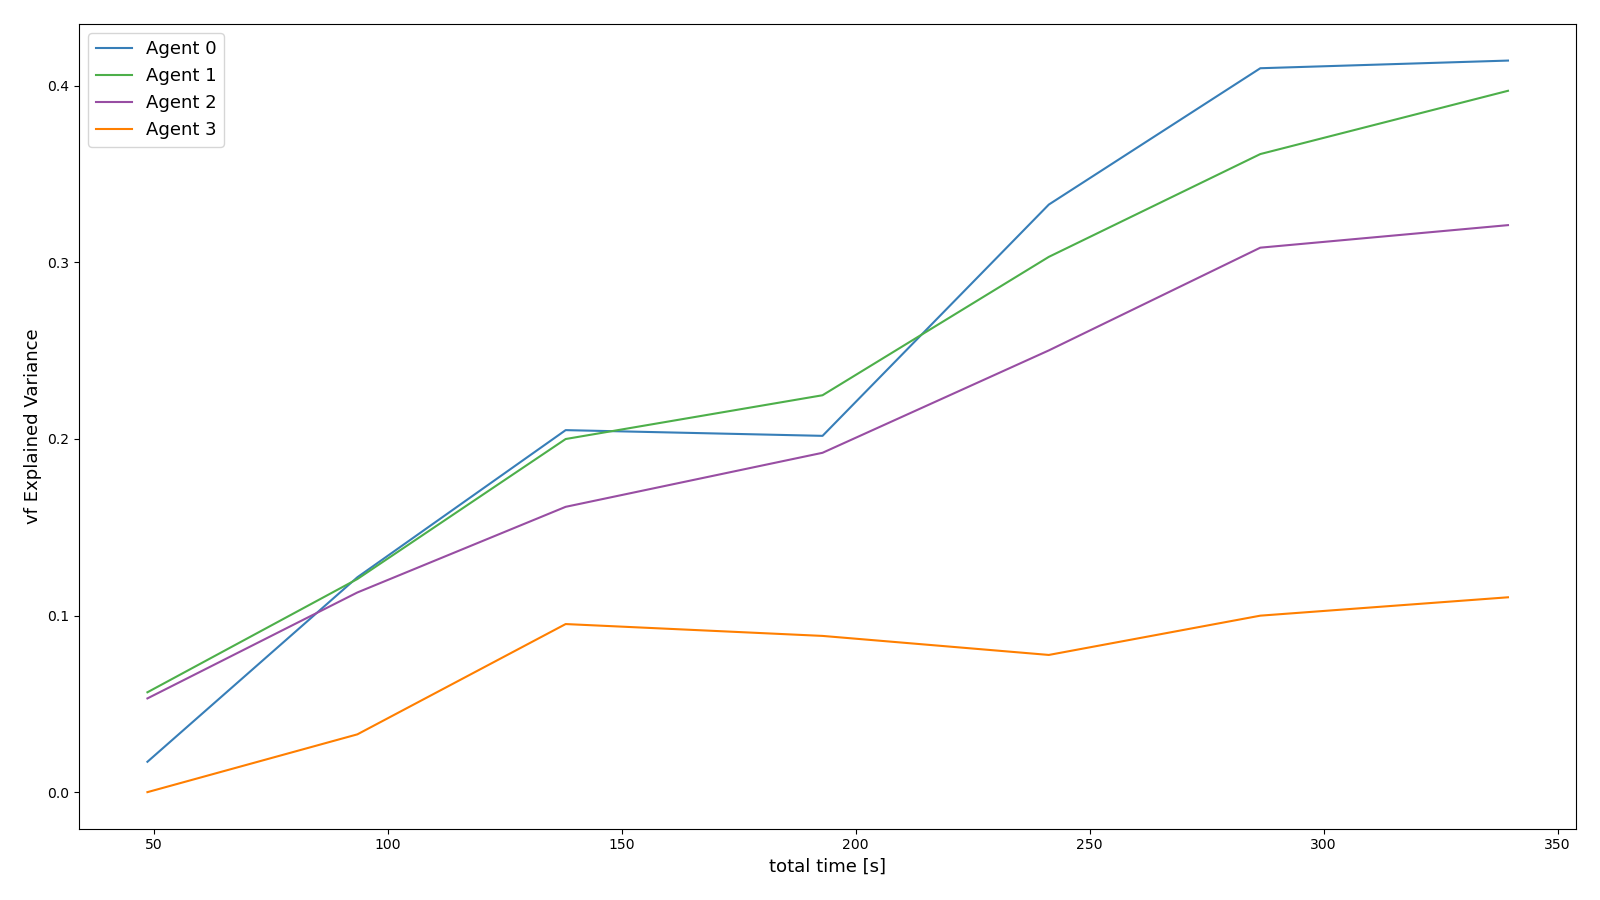 Agent 0
Agent 1
Agent 2
Agent 3
vf Explained Variance
0.4
0.3
0.2
0.1
0.0
50 100 150 200 250 300 350
total time [s]